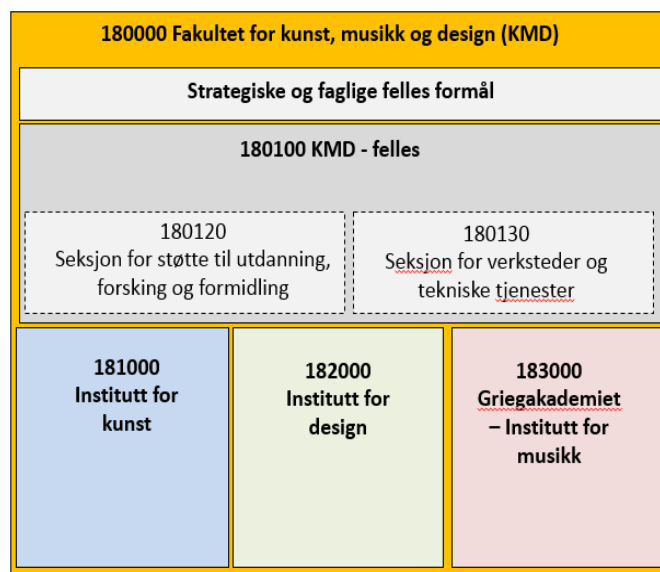 180000 Fakultet for kunst, musikk og design (KMD)
Strategiske og faglige felles formål
180100 KMD - felles
180120
Seksjon for støtte til utdanning,
forsking og formidling
180130
Seksjon for verksteder og
tekniske tjenester
181000
Institutt for
kunst
182000
Institutt for
design
183000
Griegakademiet
– Institutt for
musikk